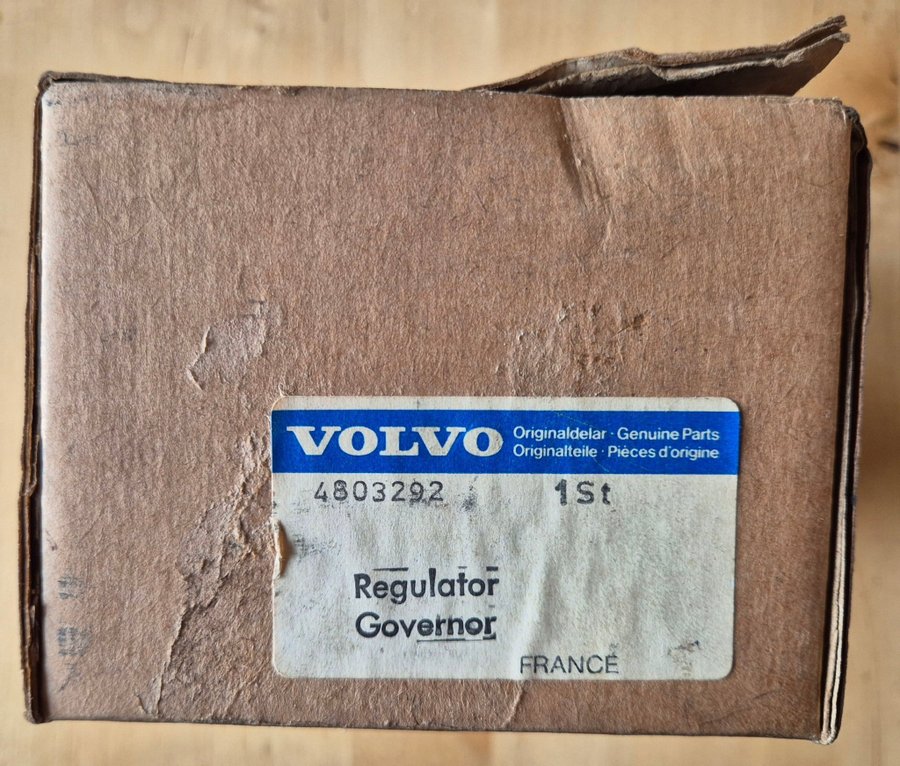 VOLVO
Originaldelar · Genuine Parts
Originalteile · Pièces d'origine
4803292 1St
Regulator
Governor
FRANCE